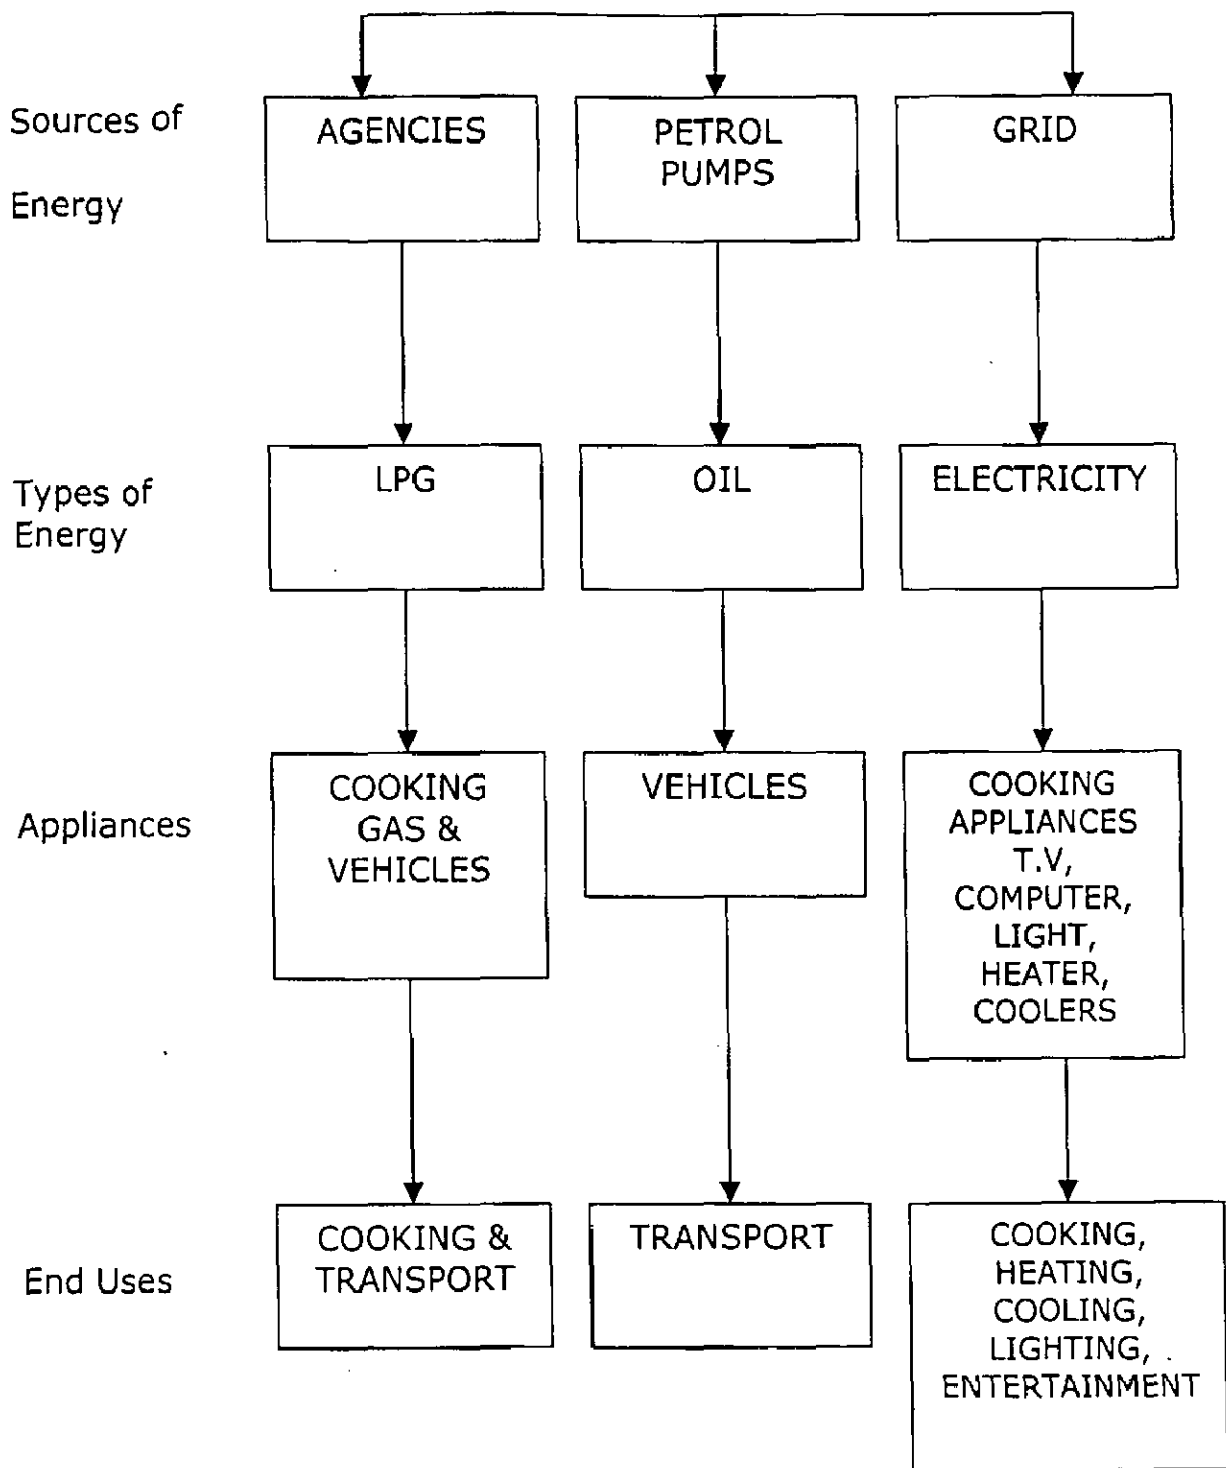 Sources of
Energy
AGENCIES
PETROL
PUMPS
GRID
Types of
Energy
LPG
OIL
ELECTRICITY
Appliances
COOKING
GAS &
VEHICLES
VEHICLES
COOKING
APPLIANCES
T.V,
COMPUTER,
LIGHT,
HEATER,
COOLERS
End Uses
COOKING &
TRANSPORT
TRANSPORT
COOKING,
HEATING,
COOLING,
LIGHTING,
ENTERTAINMENT